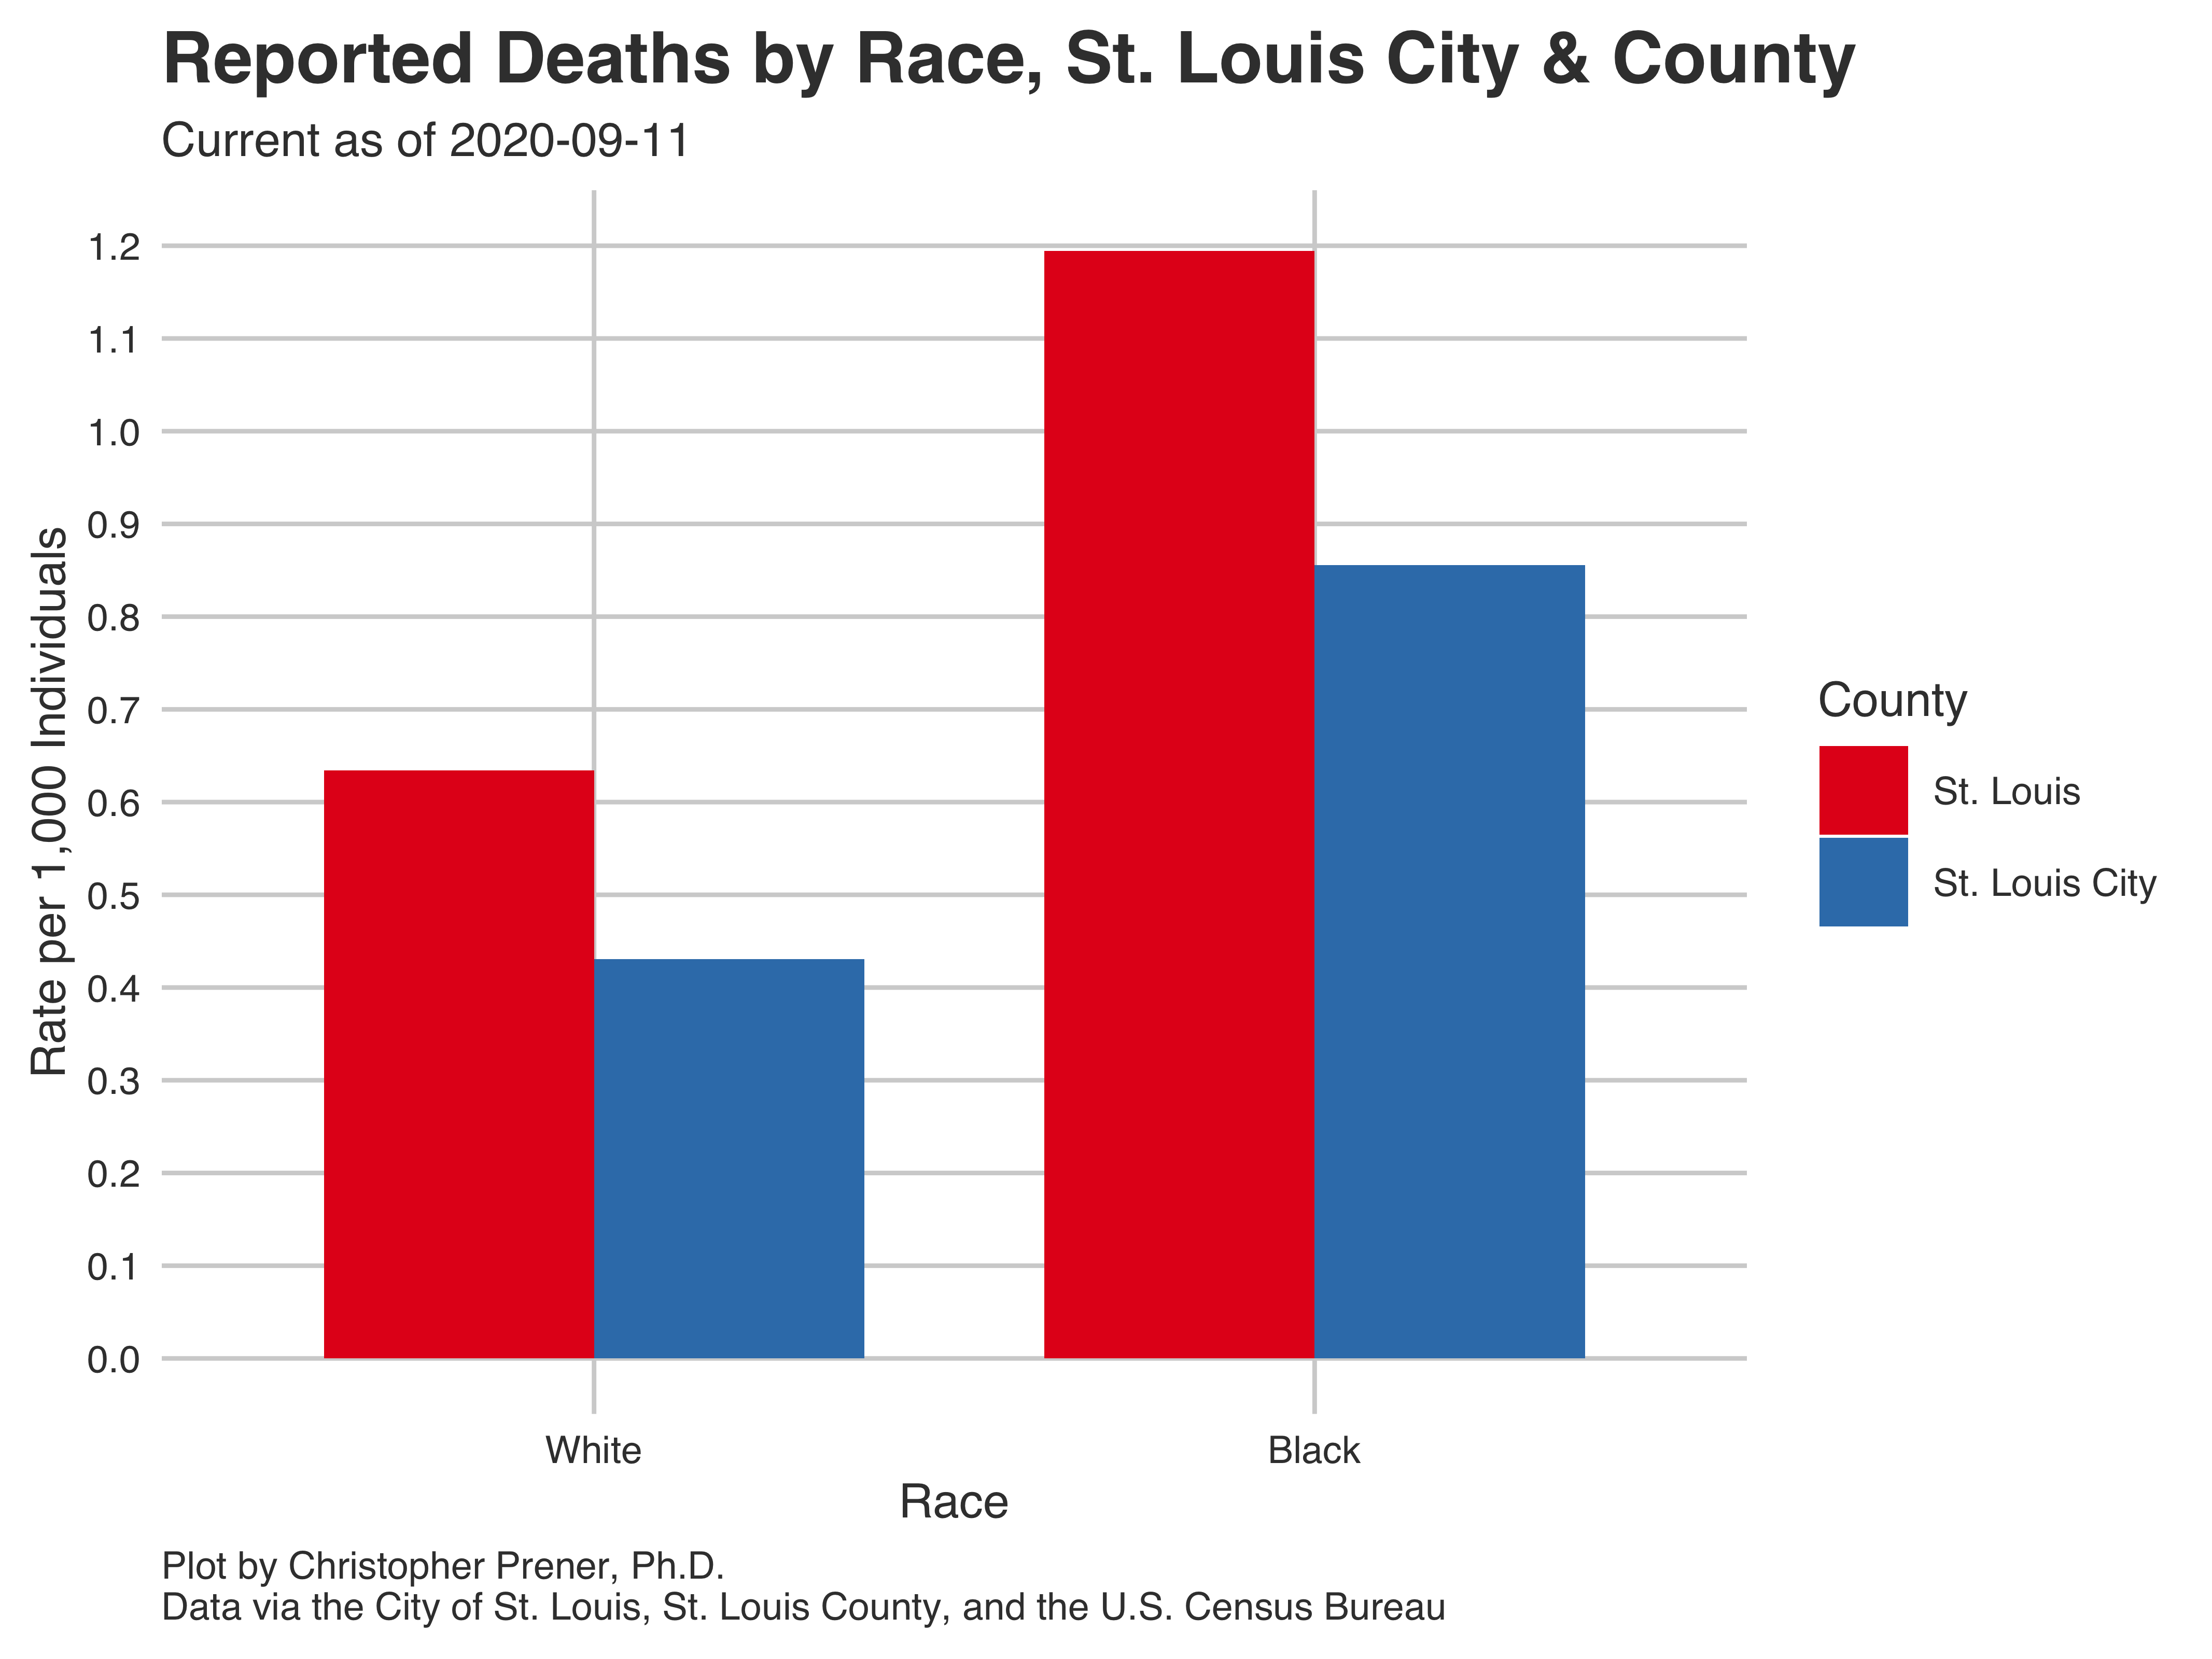 Reported Deaths by Race, St. Louis City & County
Current as of 2020-09-11
Rate per 1,000 Individuals
1.2
1.1
1.0
0.9
0.8
0.7
0.6
0.5
0.4
0.3
0.2
0.1
0.0
White
Black
Race
County
St. Louis
St. Louis City
Plot by Christopher Prener, Ph.D.
Data via the City of St. Louis, St. Louis County, and the U.S. Census Bureau